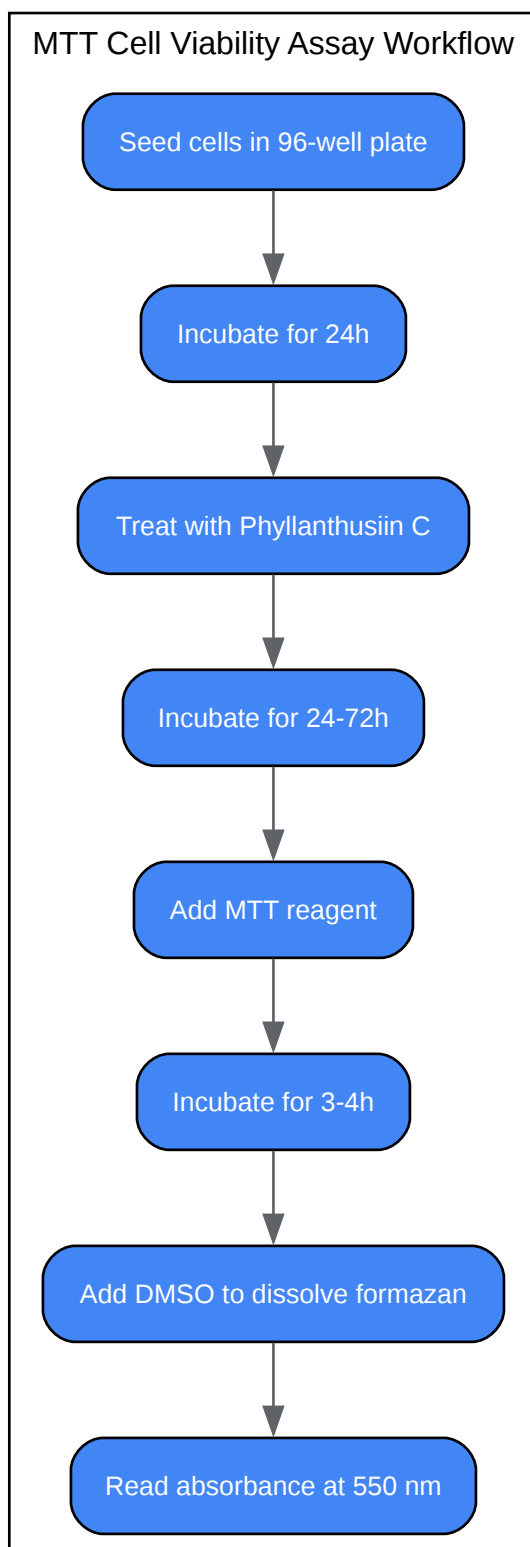 MTT Cell Viability Assay Workflow
Seed cells in 96-well plate
Incubate for 24h
Treat with Phyllanthusiin C
Incubate for 24-72h
Add MTT reagent
Incubate for 3-4h
Add DMSO to dissolve formazan
Read absorbance at 550 nm